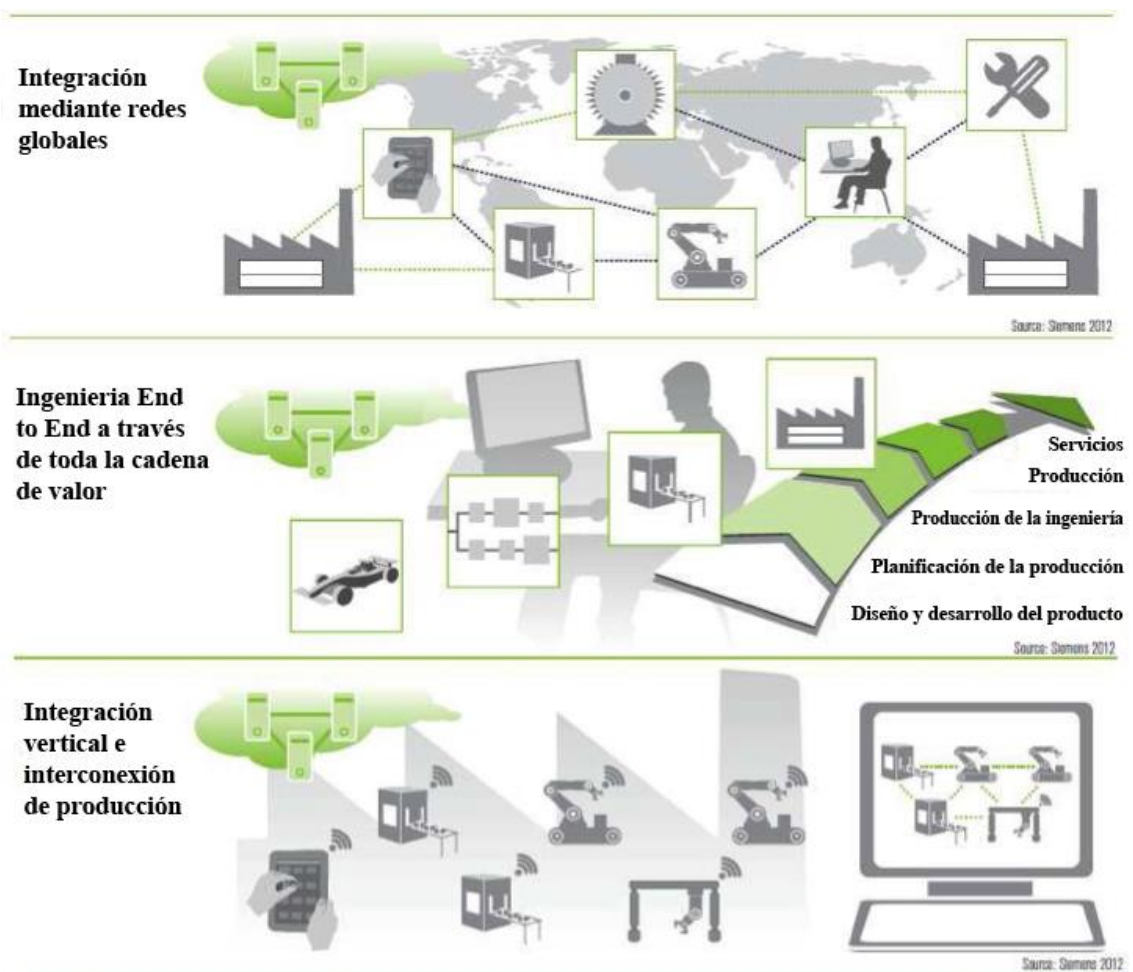 Integración
mediante redes
globales
Source: Siemens 2012
Ingenieria End
to End a través
de toda la cadena
de valor
Servicios
Producción
Producción de la ingeniería
Planificación de la producción
Diseño y desarrollo del producto
Source: Siemens 2012
Integración
vertical e
interconexión
de producción
Source: Siemens 2012